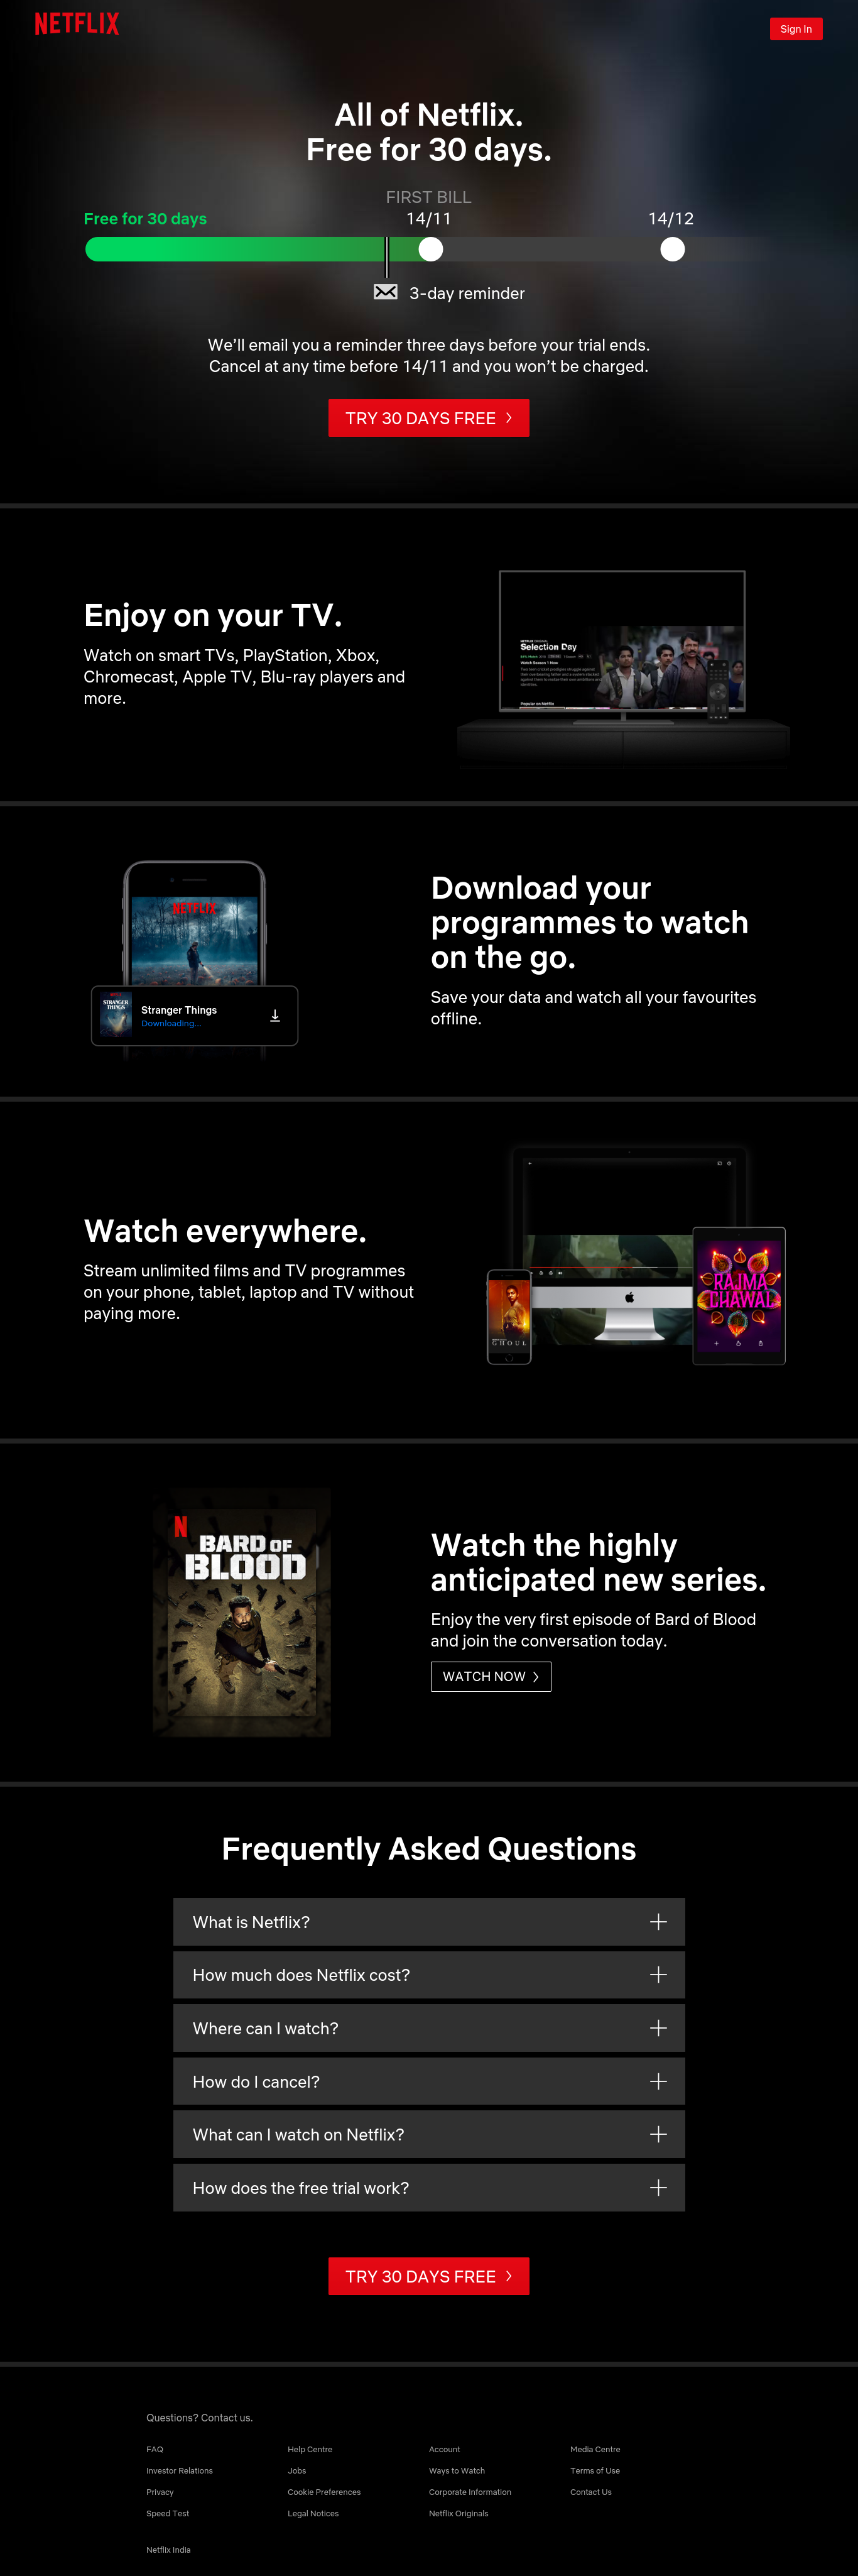 NETFLIX
Sign In
All of Netflix.
Free for 30 days.
FIRST BILL
Free for 30 days
14/11
14/12
3-day reminder
We'll email you a reminder three days before your trial ends.
Cancel at any time before 14/11 and you won't be charged.
TRY 30 DAYS FREE
Enjoy on your TV.
Watch on smart TVs, PlayStation, Xbox,
Chromecast, Apple TV, Blu-ray players and
more.
Selection Day
Watch Season 1 Now
Popular on Netflix
NETFLIX
STRANGER
THINGS
Stranger Things
Downloading...
Download your
programmes to watch
on the go.
Save your data and watch all your favourites
offline.
Watch everywhere.
Stream unlimited films and TV programmes
on your phone, tablet, laptop and TV without
paying more.
GHOUL
RAJMA
CHAWAL
N
BARD OF
BLOOD
Watch the highly
anticipated new series.
Enjoy the very first episode of Bard of Blood
and join the conversation today.
WATCH NOW
Frequently Asked Questions
What is Netflix?
How much does Netflix cost?
Where can I watch?
How do I cancel?
What can I watch on Netflix?
How does the free trial work?
TRY 30 DAYS FREE
Questions? Contact us.
FAQ
Help Centre
Account
Media Centre
Investor Relations
Jobs
Ways to Watch
Terms of Use
Privacy
Cookie Preferences
Corporate Information
Contact Us
Speed Test
Legal Notices
Netflix Originals
Netflix India